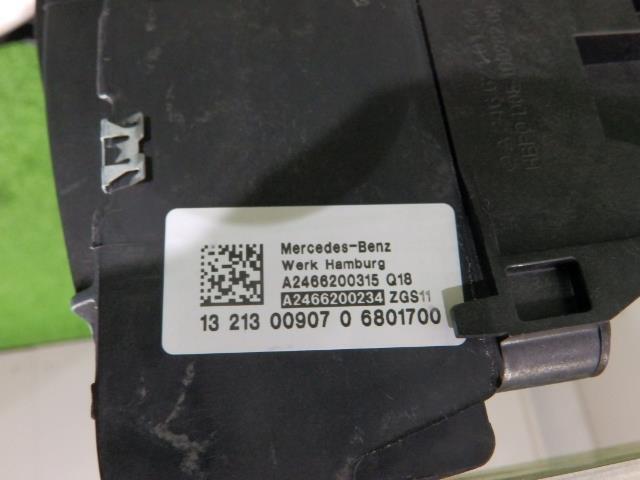 Mercedes-Benz
Werk Hamburg
A2466200315 Q18
A2466200234 ZGS11
13 213 00907 0 6801700